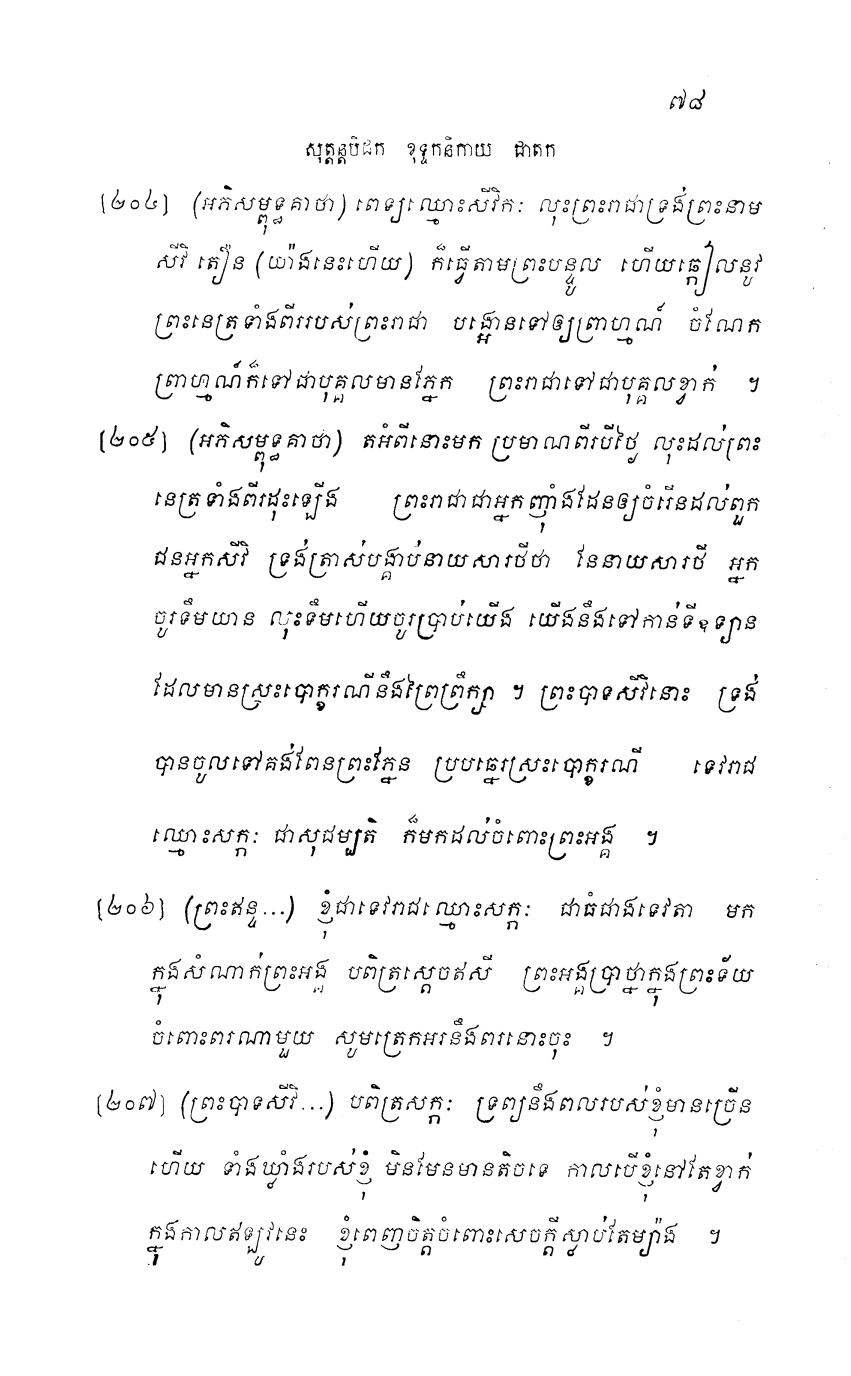 ៧៨
សុត្តន្តបិដក ខុទ្ទកនិកាយ ជាតក
[២០៤] (អភិសម្ពុទ្ធគាថា) ពេទ្យឈ្មោះសីវិកៈ លុះព្រះរាជាទ្រង់ព្រះនាម
សីវិ តឿន (យ៉ាងនេះហើយ) ក៏ធ្វើតាមព្រះបន្ទូល ហើយឆ្កៀលនូវ
ព្រះនេត្រទាំងពីររបស់ព្រះរាជា បង្អោនទៅឲ្យព្រាហ្មណ៍ ចំណែក
ព្រាហ្មណ៍ក៏ទៅជាបុគ្គលមានភ្នែក ព្រះរាជាទៅជាបុគ្គលខ្វាក់ ។
[២០៥] (អភិសម្ពុទ្ធគាថា) តអំពីនោះមក ប្រមាណពីរបីថ្ងៃ លុះដល់ព្រះ
នេត្រទាំងពីរដុះឡើង ព្រះរាជាជាអ្នកញុំាងដែនឲ្យចំរើនដល់ពួក
ជនអ្នកសីវិ ទ្រង់ត្រាស់បង្គាប់នាយសារថីថា នែនាយសារថី អ្នក
ចូរទឹមយាន លុះទឹមហើយចូរប្រាប់យើង យើងនឹងទៅកាន់ទីឧទ្យាន
ដែលមានស្រះបោក្ខរណីនឹងព្រៃព្រឹក្សា ។ ព្រះបាទសីវិនោះ ទ្រង់
បានចូលទៅគង់ពែនព្រះភ្នែន ប្របឆ្នេរស្រះបោក្ខរណី ទេវរាជ
ឈ្មោះសក្កៈ ជាសុជម្បតិ ក៏មកដល់ចំពោះព្រះអង្គ ។
[២០៦] (ព្រះឥន្ទ...) ខ្ញុំជាទេវរាជឈ្មោះសក្កៈ ជាធំជាងទេវតា មក
ក្នុងសំណាក់ព្រះអង្គ បពិត្រស្តេចឥសី ព្រះអង្គប្រាថ្នាក្នុងព្រះទ័យ
ចំពោះពរណាមួយ សូមត្រេកអរនឹងពរនោះចុះ ។
[២០៧] (ព្រះបាទសីវិ...) បពិត្រសក្កៈ ទ្រព្យនឹងពលរបស់ខ្ញុំមានច្រើន
ហើយ ទាំងឃ្លាំងរបស់ខ្ញុំ មិនមែនមានតិចទេ កាលបើខ្ញុំនៅតែខ្វាក់
ក្នុងកាលឥឡូវនេះ ខ្ញុំពេញចិត្តចំពោះសេចក្តីស្លាប់តែម្យ៉ាង ។